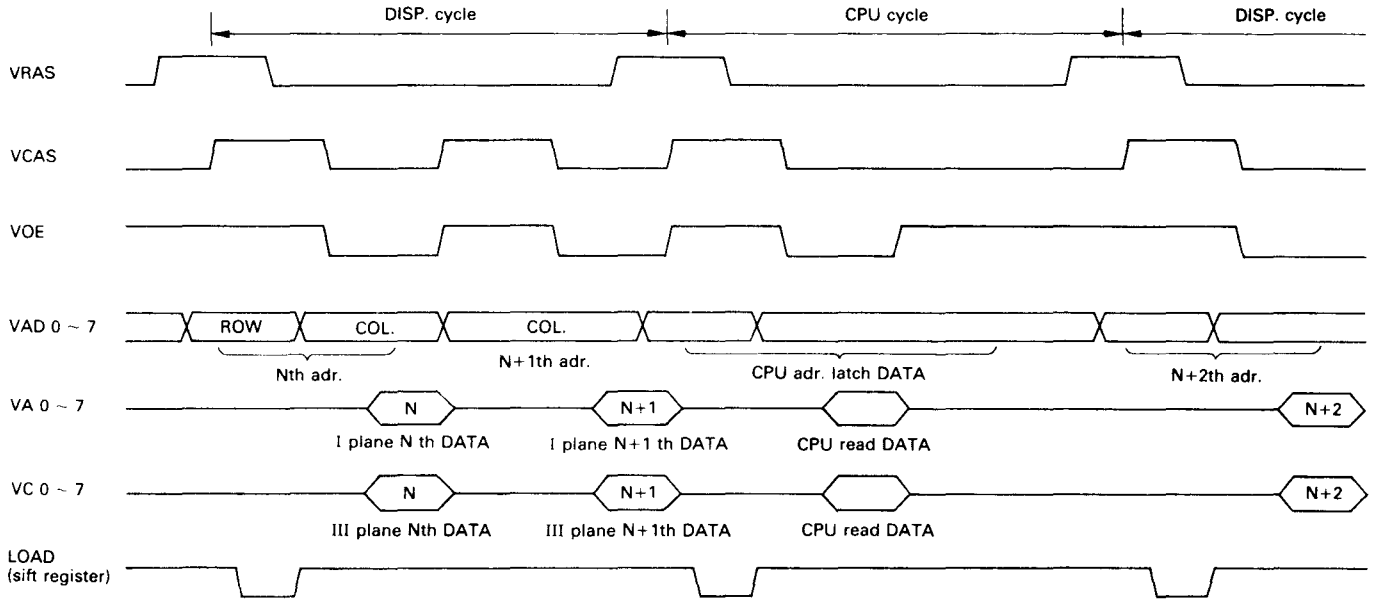 DISP. cycle CPU cycle DISP. cycle
VRAS
VCAS
VOE
VAD 0 ~ 7 ROW COL. COL.
Nth adr. N+1th adr. CPU adr. latch DATA N+2th adr.
VA 0 ~ 7 N N+1 N+2
I plane N th DATA I plane N+1 th DATA CPU read DATA
VC 0 ~ 7 N N+1 N+2
III plane Nth DATA III plane N+1th DATA CPU read DATA
LOAD
(sift register)